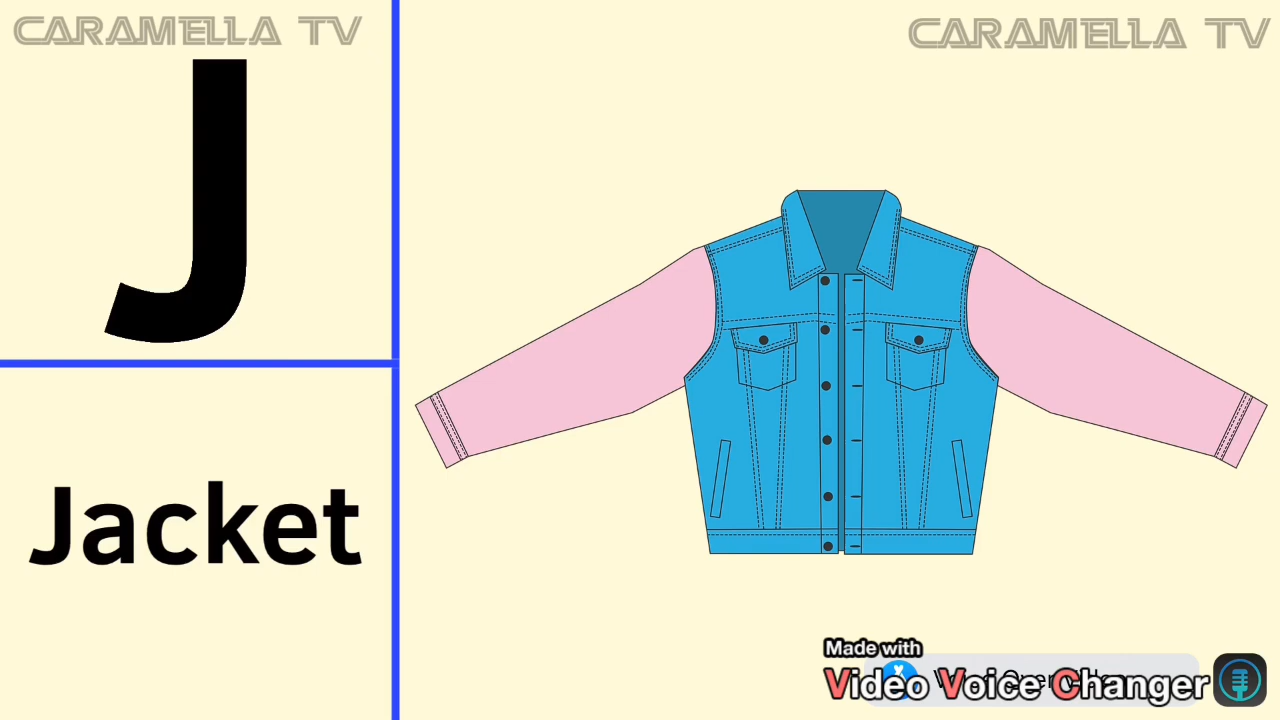 CARAMELLA TV
CARAMELLA TV
J
Jacket
Made with
Video Voice Changer